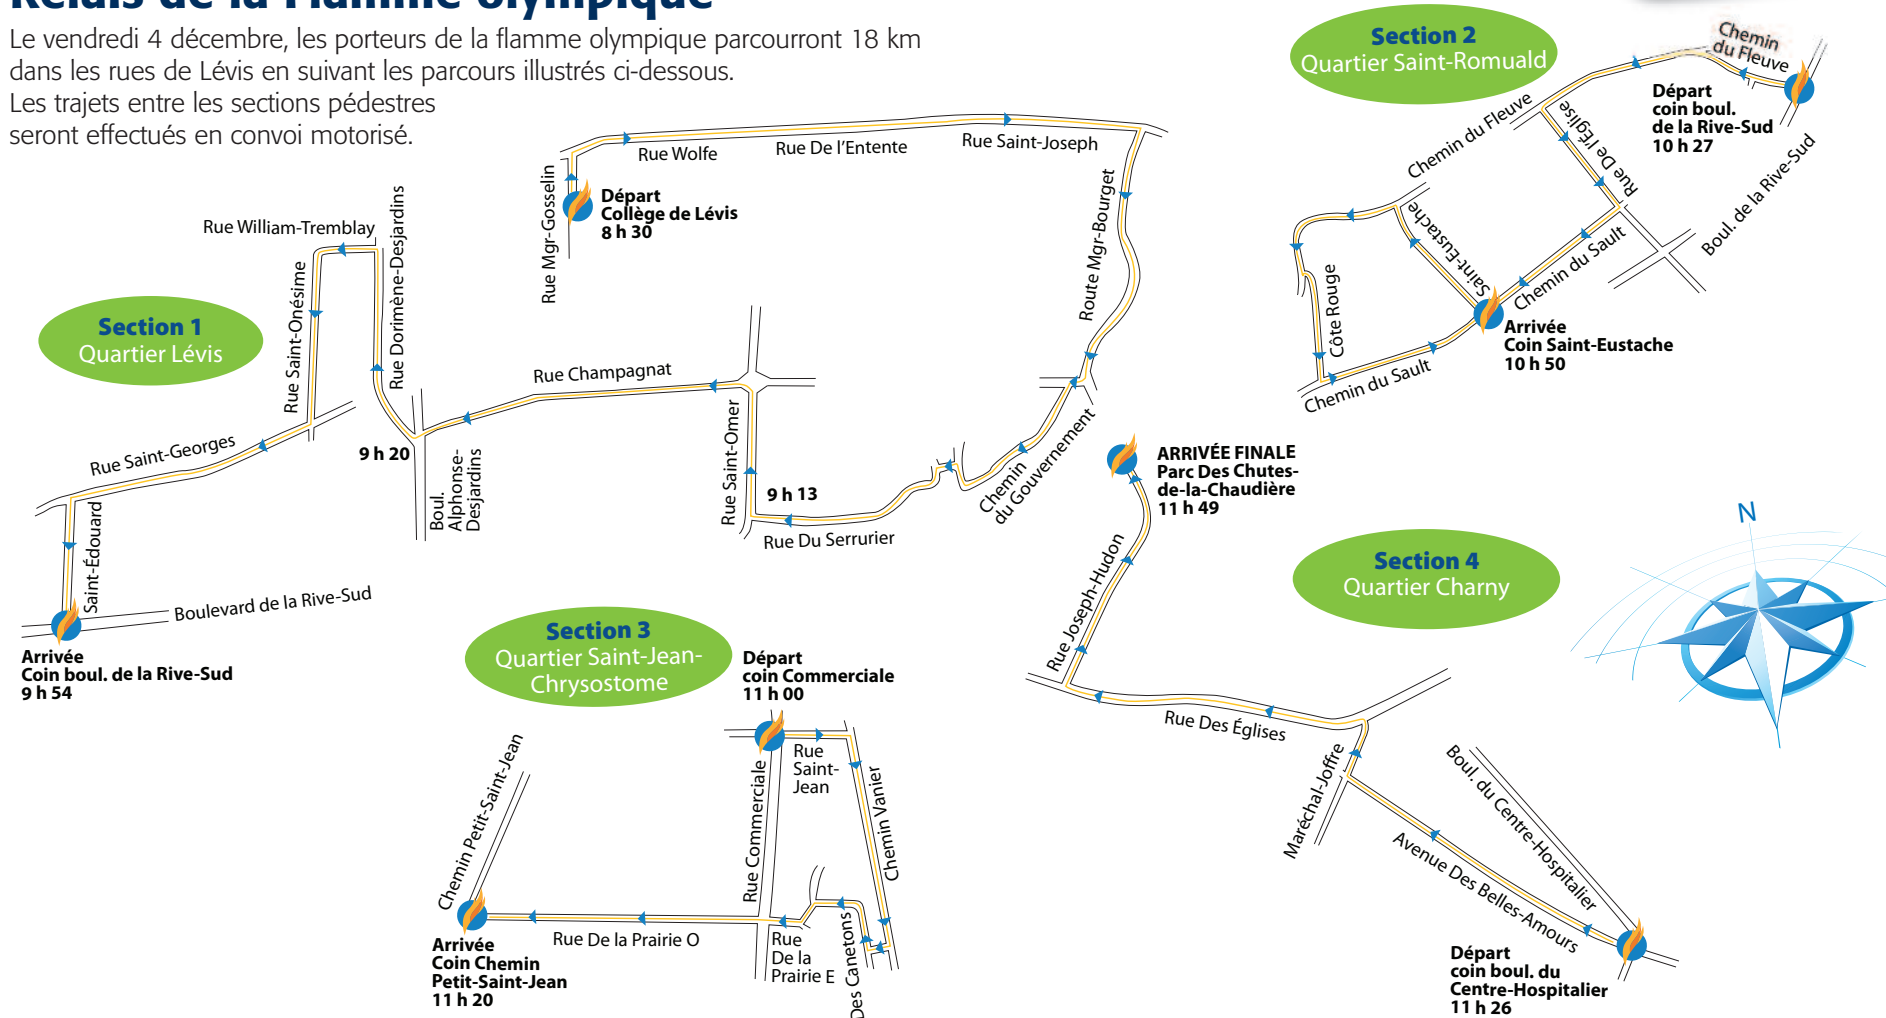 Relais de la Flamme olympique
Le vendredi 4 décembre, les porteurs de la flamme olympique parcourront 18 km
dans les rues de Lévis en suivant les parcours illustrés ci-dessous.
Les trajets entre les sections pédestres
seront effectués en convoi motorisé.
Section 1
Quartier Lévis
Départ
Collège de Lévis
8 h 30
Rue Mgr-Gosselin
Rue Wolfe
Rue De l'Entente
Rue Saint-Joseph
Route Mgr-Bourget
Chemin
du Gouvernement
Rue Du Serrurier
9 h 13
Rue Saint-Omer
Rue Champagnat
Boul.
Alphonse-
Desjardins
9 h 20
Rue Dorimène-Desjardins
Rue William-Tremblay
Rue Saint-Onésime
Rue Saint-Georges
Saint-Édouard
Boulevard de la Rive-Sud
Arrivée
Coin boul. de la Rive-Sud
9 h 54
Section 2
Quartier Saint-Romuald
Départ
coin boul.
de la Rive-Sud
10 h 27
Chemin
du Fleuve
Boul. de la Rive-Sud
Chemin du Fleuve
Rue De l'Église
Chemin du Sault
Saint-Eustache
Côte Rouge
Chemin du Sault
Arrivée
Coin Saint-Eustache
10 h 50
Section 3
Quartier Saint-Jean-
Chrysostome
Départ
coin Commerciale
11 h 00
Rue
Saint-
Jean
Chemin Vanier
Rue Commerciale
Des Canetons
Rue
De la
Prairie E
Rue De la Prairie O
Chemin Petit-Saint-Jean
Arrivée
Coin Chemin
Petit-Saint-Jean
11 h 20
Section 4
Quartier Charny
Départ
coin boul. du
Centre-Hospitalier
11 h 26
Boul. du Centre-Hospitalier
Avenue Des Belles-Amours
Maréchal-Joffre
Rue Des Églises
Rue Joseph-Hudon
ARRIVÉE FINALE
Parc Des Chutes-
de-la-Chaudière
11 h 49
N